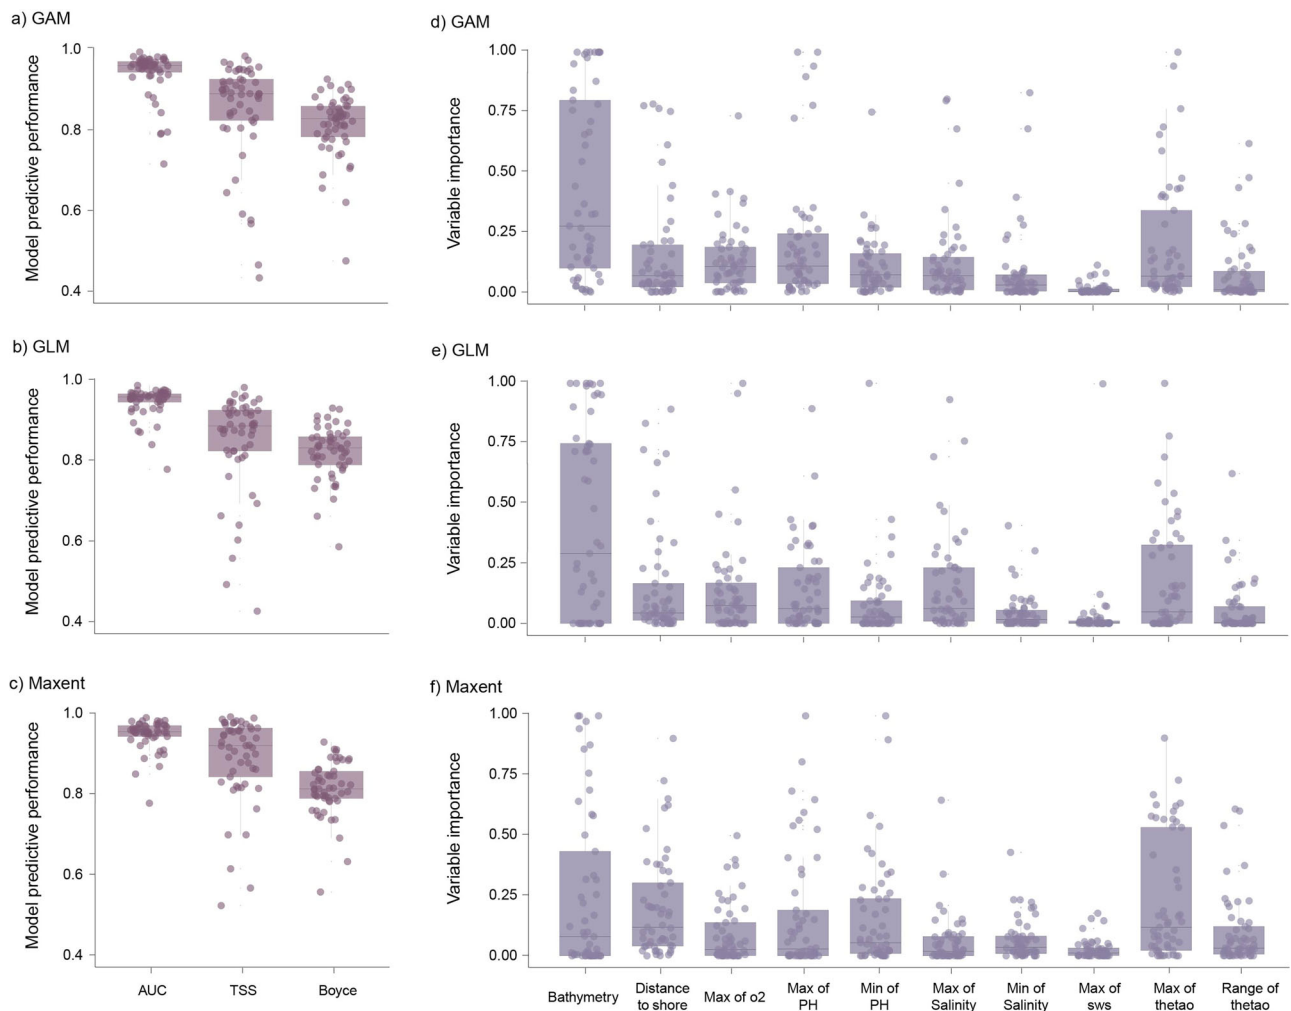 a) GAM
Model predictive performance
1.0
0.8
0.6
0.4
d) GAM
Variable importance
1.00
0.75
0.50
0.25
0.00
b) GLM
Model predictive performance
1.0
0.8
0.6
0.4
e) GLM
Variable importance
1.00
0.75
0.50
0.25
0.00
c) Maxent
Model predictive performance
1.0
0.8
0.6
0.4
AUC
TSS
Boyce
f) Maxent
Variable importance
1.00
0.75
0.50
0.25
0.00
Bathymetry
Distance
to shore
Max of o2
Max of
PH
Min of
PH
Max of
Salinity
Min of
Salinity
Max of
sws
Max of
thetao
Range of
thetao